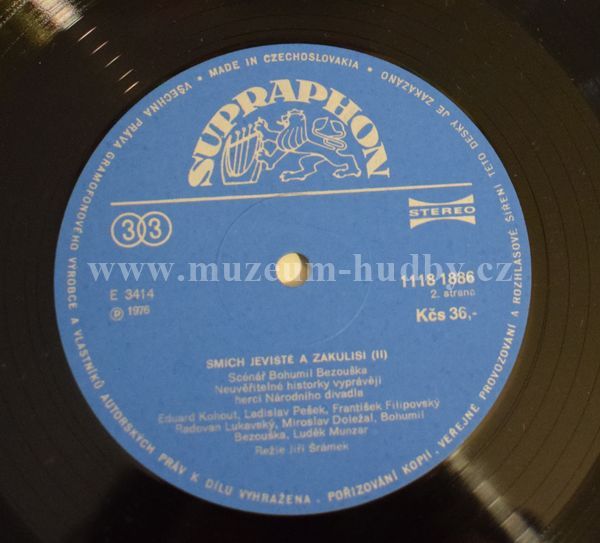 VŠECHNA PRÁVA GRAMOFONOVÉHO VÝROBCE A VLASTNÍKŮ AUTORSKÝCH PRÁV K DÍLU VYHRAŽENA . POŘIZOVÁNÍ KOPIÍ . VEŘEJNÉ PROVOZOVÁNÍ A ROZHLASOVÉ ŠÍŘENÍ TÉTO DESKY JE ZAKÁZÁNO
• MADE IN CZECHOSLOVAKIA •
SUPRAPHON
33
STEREO
www.muzeum-hudby.cz
E 3414
℗ 1976
1118 1886
2. strana
Kčs 36,-
SMÍCH JEVIŠTĚ A ZÁKULISÍ (II)
Scénář Bohumil Bezouška
Neuvěřitelné historky vyprávějí
herci Národního divadla
Eduard Kohout, Ladislav Pešek, František Filipovský
Radovan Lukavský, Miroslav Doležal, Bohumil
Bezouška, Luděk Munzar
Režie Jiří Šrámek